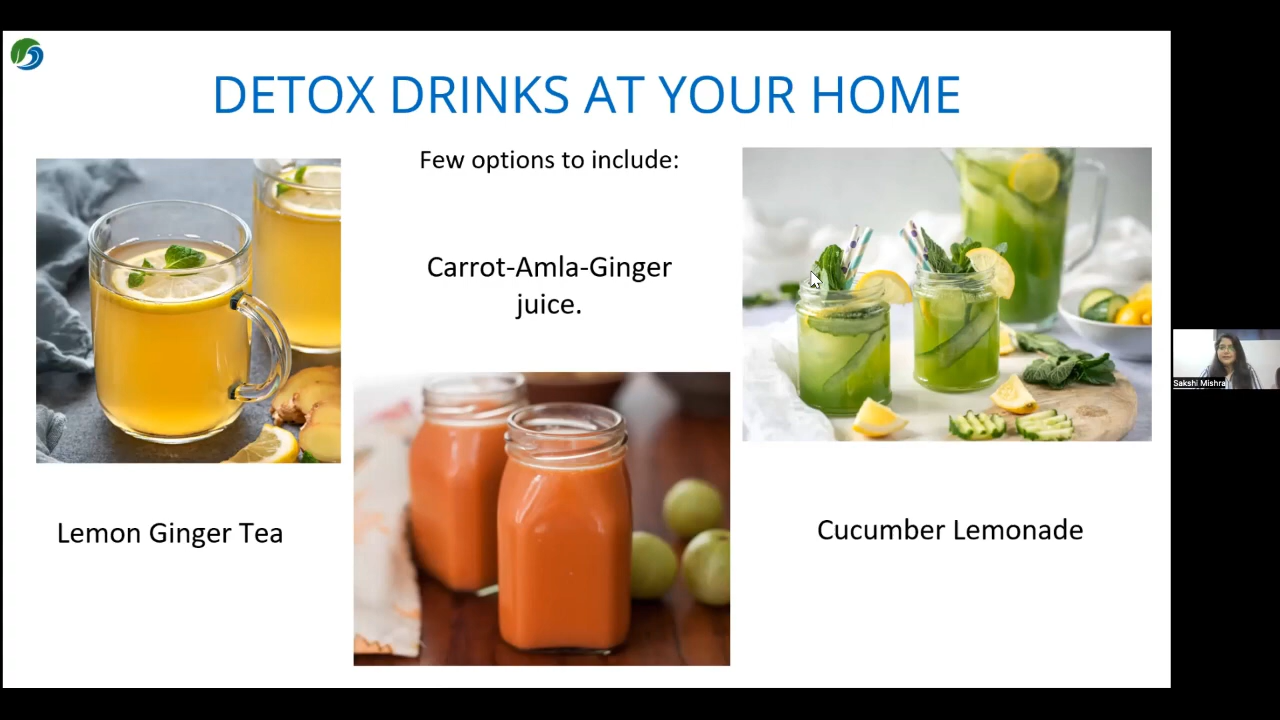 DETOX DRINKS AT YOUR HOME
Few options to include:
Carrot-Amla-Ginger
juice.
Lemon Ginger Tea
Cucumber Lemonade
Sakshi Mishra